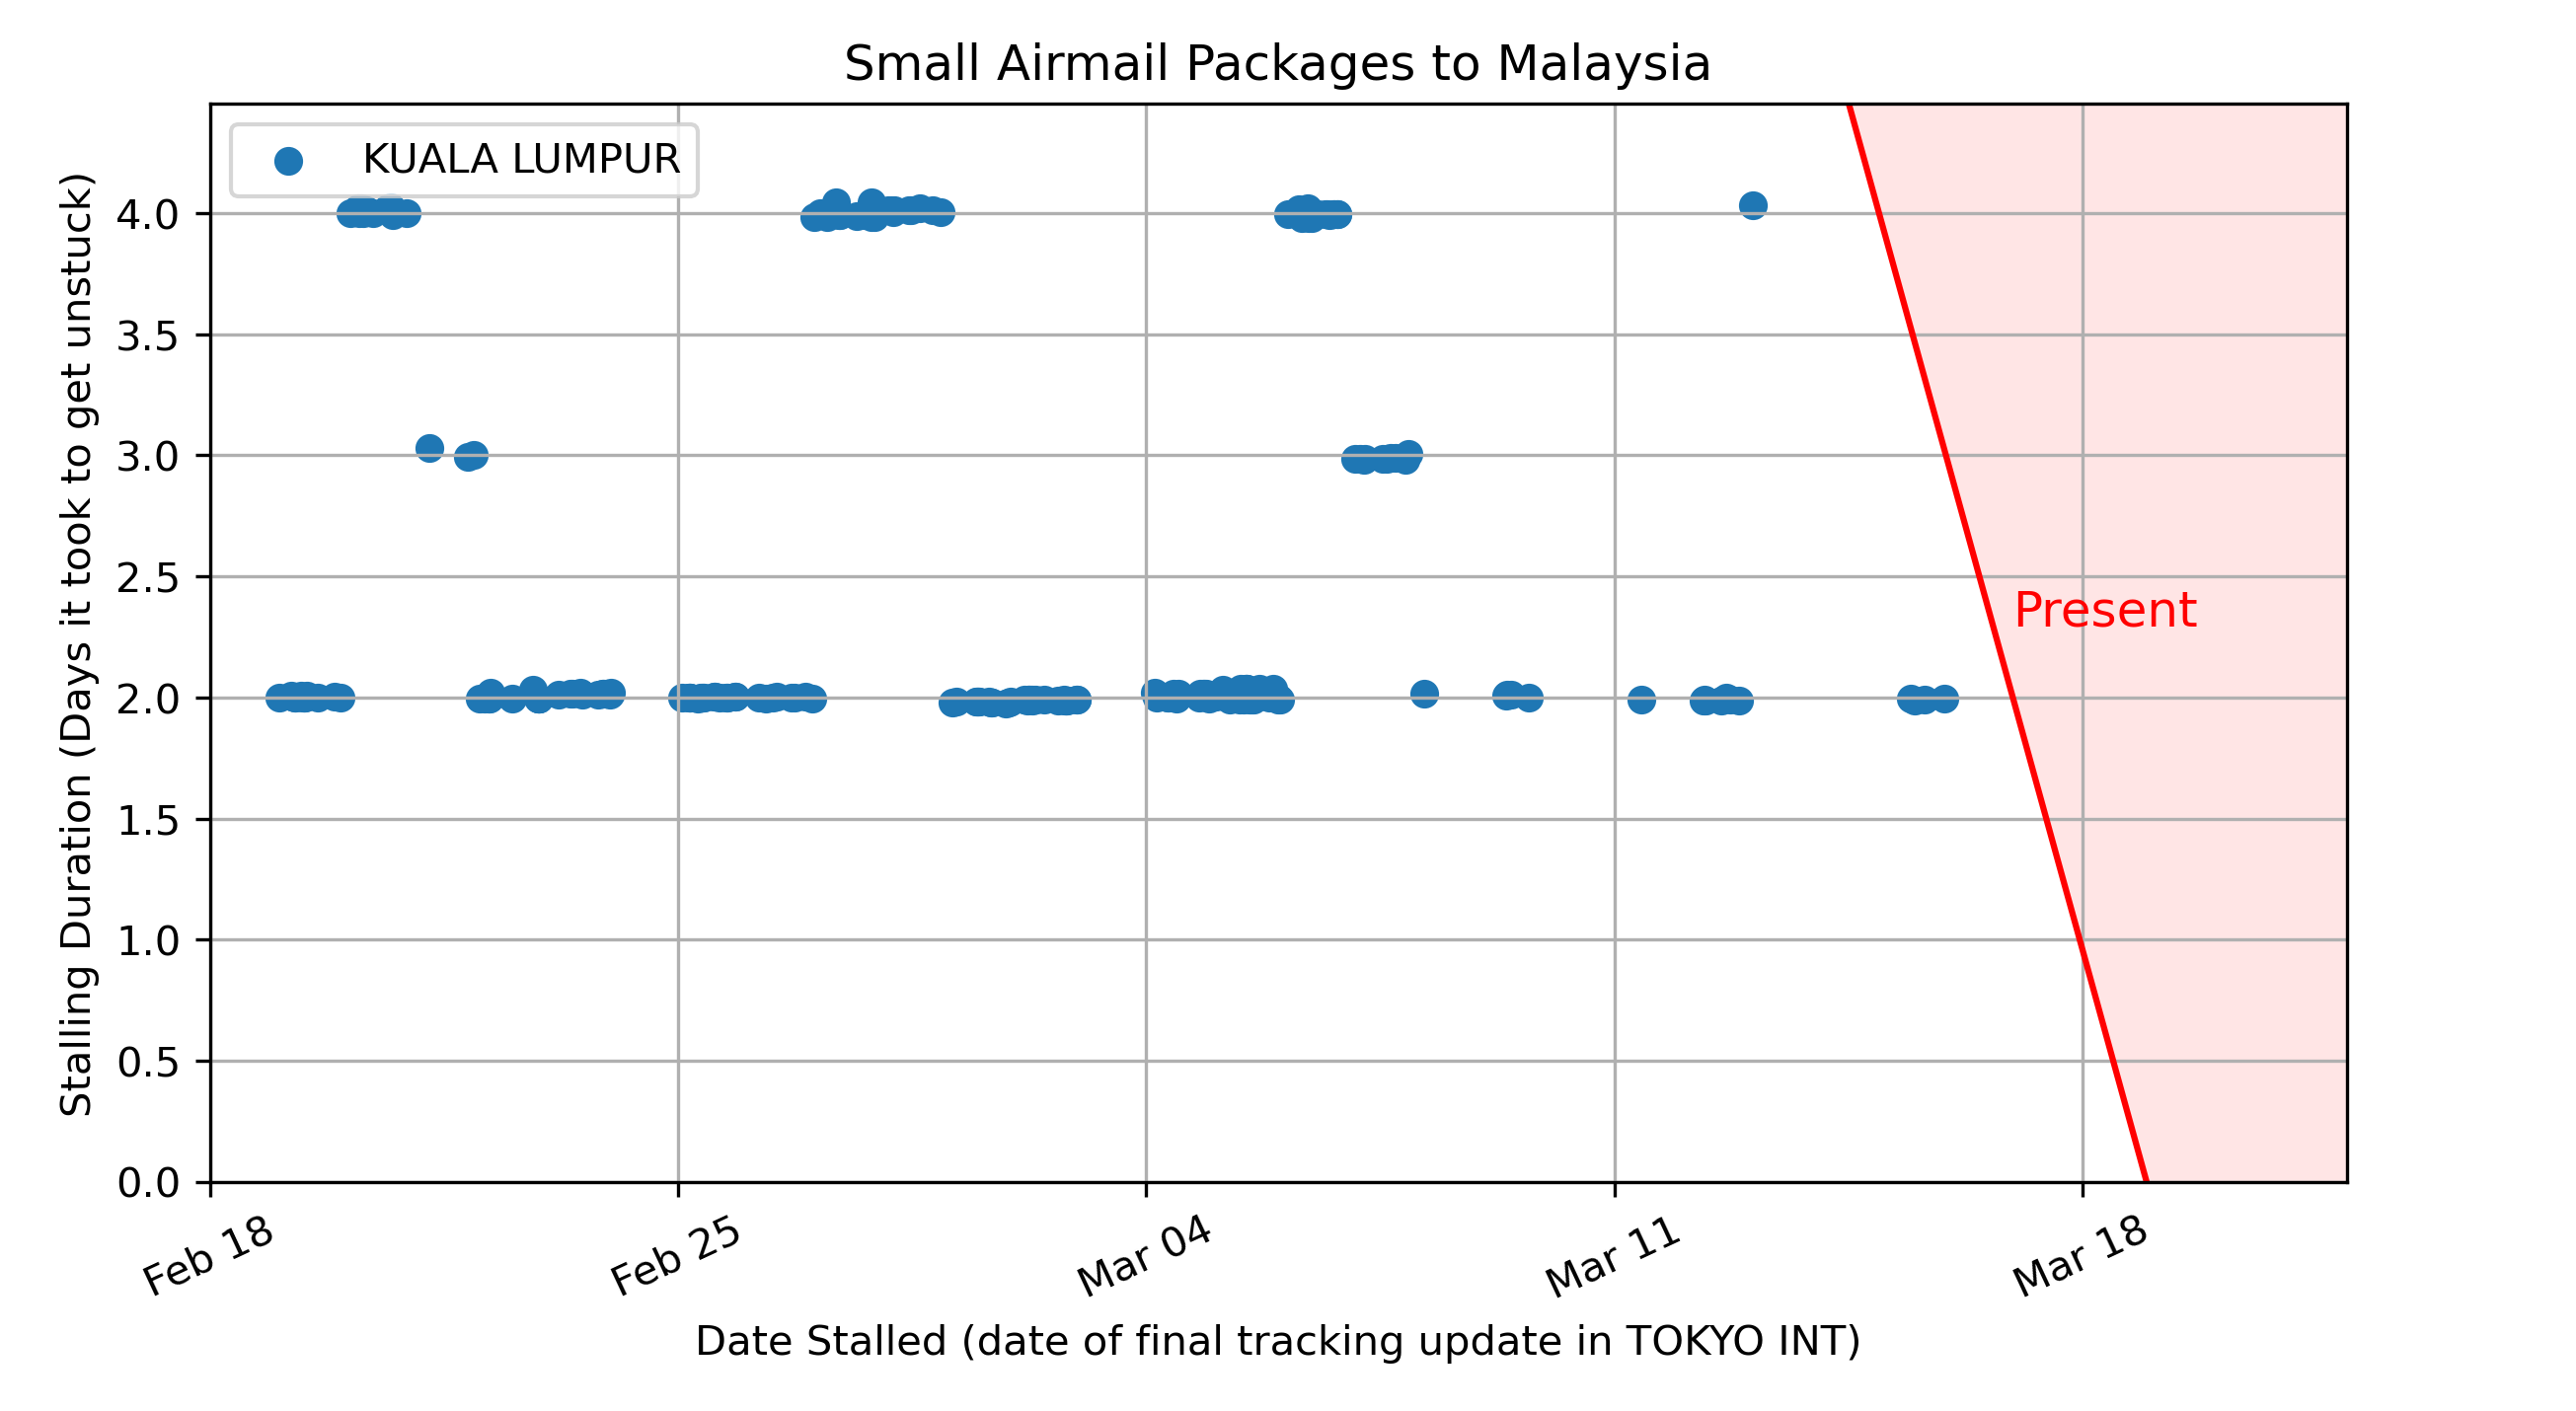 Small Airmail Packages to Malaysia
KUALA LUMPUR
Stalling Duration (Days it took to get unstuck)
4.0
3.5
3.0
2.5
2.0
1.5
1.0
0.5
0.0
Present
Feb 18
Feb 25
Mar 04
Mar 11
Mar 18
Date Stalled (date of final tracking update in TOKYO INT)